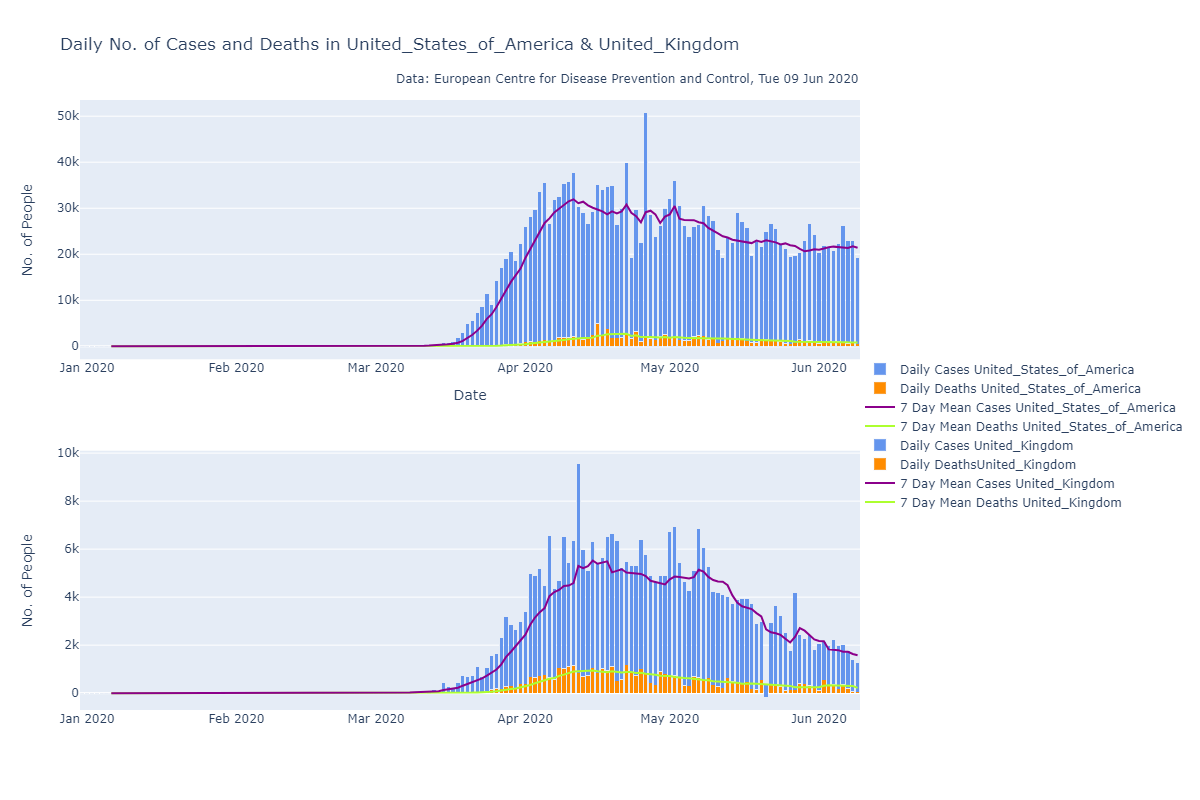 Daily No. of Cases and Deaths in United_States_of_America & United_Kingdom
Data: European Centre for Disease Prevention and Control, Tue 09 Jun 2020
No. of People
50k
40k
30k
20k
10k
0
Jan 2020 Feb 2020 Mar 2020 Apr 2020 May 2020 Jun 2020
Date
Daily Cases United_States_of_America
Daily Deaths United_States_of_America
7 Day Mean Cases United_States_of_America
7 Day Mean Deaths United_States_of_America
Daily Cases United_Kingdom
Daily DeathsUnited_Kingdom
7 Day Mean Cases United_Kingdom
7 Day Mean Deaths United_Kingdom
No. of People
10k
8k
6k
4k
2k
0
Jan 2020 Feb 2020 Mar 2020 Apr 2020 May 2020 Jun 2020